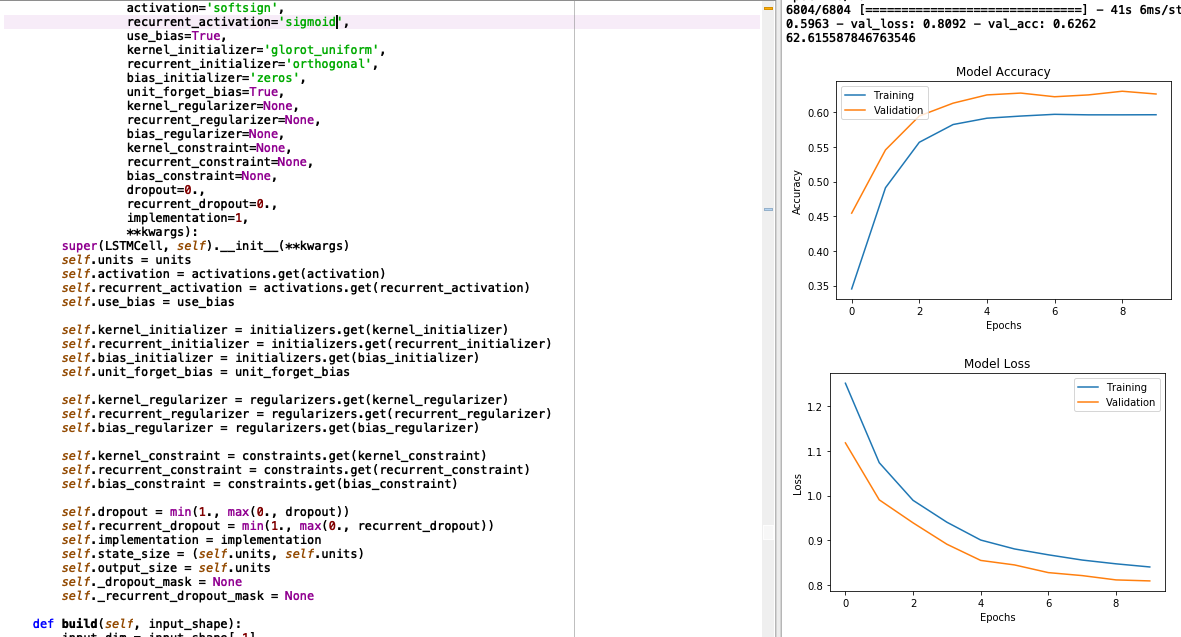 activation='softsign',
recurrent_activation='sigmoid',
use_bias=True,
kernel_initializer='glorot_uniform',
recurrent_initializer='orthogonal',
bias_initializer='zeros',
unit_forget_bias=True,
kernel_regularizer=None,
recurrent_regularizer=None,
bias_regularizer=None,
kernel_constraint=None,
recurrent_constraint=None,
bias_constraint=None,
dropout=0.,
recurrent_dropout=0.,
implementation=1,
**kwargs):
super(LSTMCell, self).__init__(**kwargs)
self.units = units
self.activation = activations.get(activation)
self.recurrent_activation = activations.get(recurrent_activation)
self.use_bias = use_bias
self.kernel_initializer = initializers.get(kernel_initializer)
self.recurrent_initializer = initializers.get(recurrent_initializer)
self.bias_initializer = initializers.get(bias_initializer)
self.unit_forget_bias = unit_forget_bias
self.kernel_regularizer = regularizers.get(kernel_regularizer)
self.recurrent_regularizer = regularizers.get(recurrent_regularizer)
self.bias_regularizer = regularizers.get(bias_regularizer)
self.kernel_constraint = constraints.get(kernel_constraint)
self.recurrent_constraint = constraints.get(recurrent_constraint)
self.bias_constraint = constraints.get(bias_constraint)
self.dropout = min(1., max(0., dropout))
self.recurrent_dropout = min(1., max(0., recurrent_dropout))
self.implementation = implementation
self.state_size = (self.units, self.units)
self.output_size = self.units
self._dropout_mask = None
self._recurrent_dropout_mask = None
def build(self, input_shape):
6804/6804 [==============================] - 41s 6ms/st
0.5963 - val_loss: 0.8092 - val_acc: 0.6262
62.615587846763546
Model Accuracy
Training
Validation
0.60
0.55
0.50
0.45
0.40
0.35
Accuracy
0 2 4 6 8
Epochs
Model Loss
Training
Validation
1.2
1.1
1.0
0.9
0.8
Loss
0 2 4 6 8
Epochs